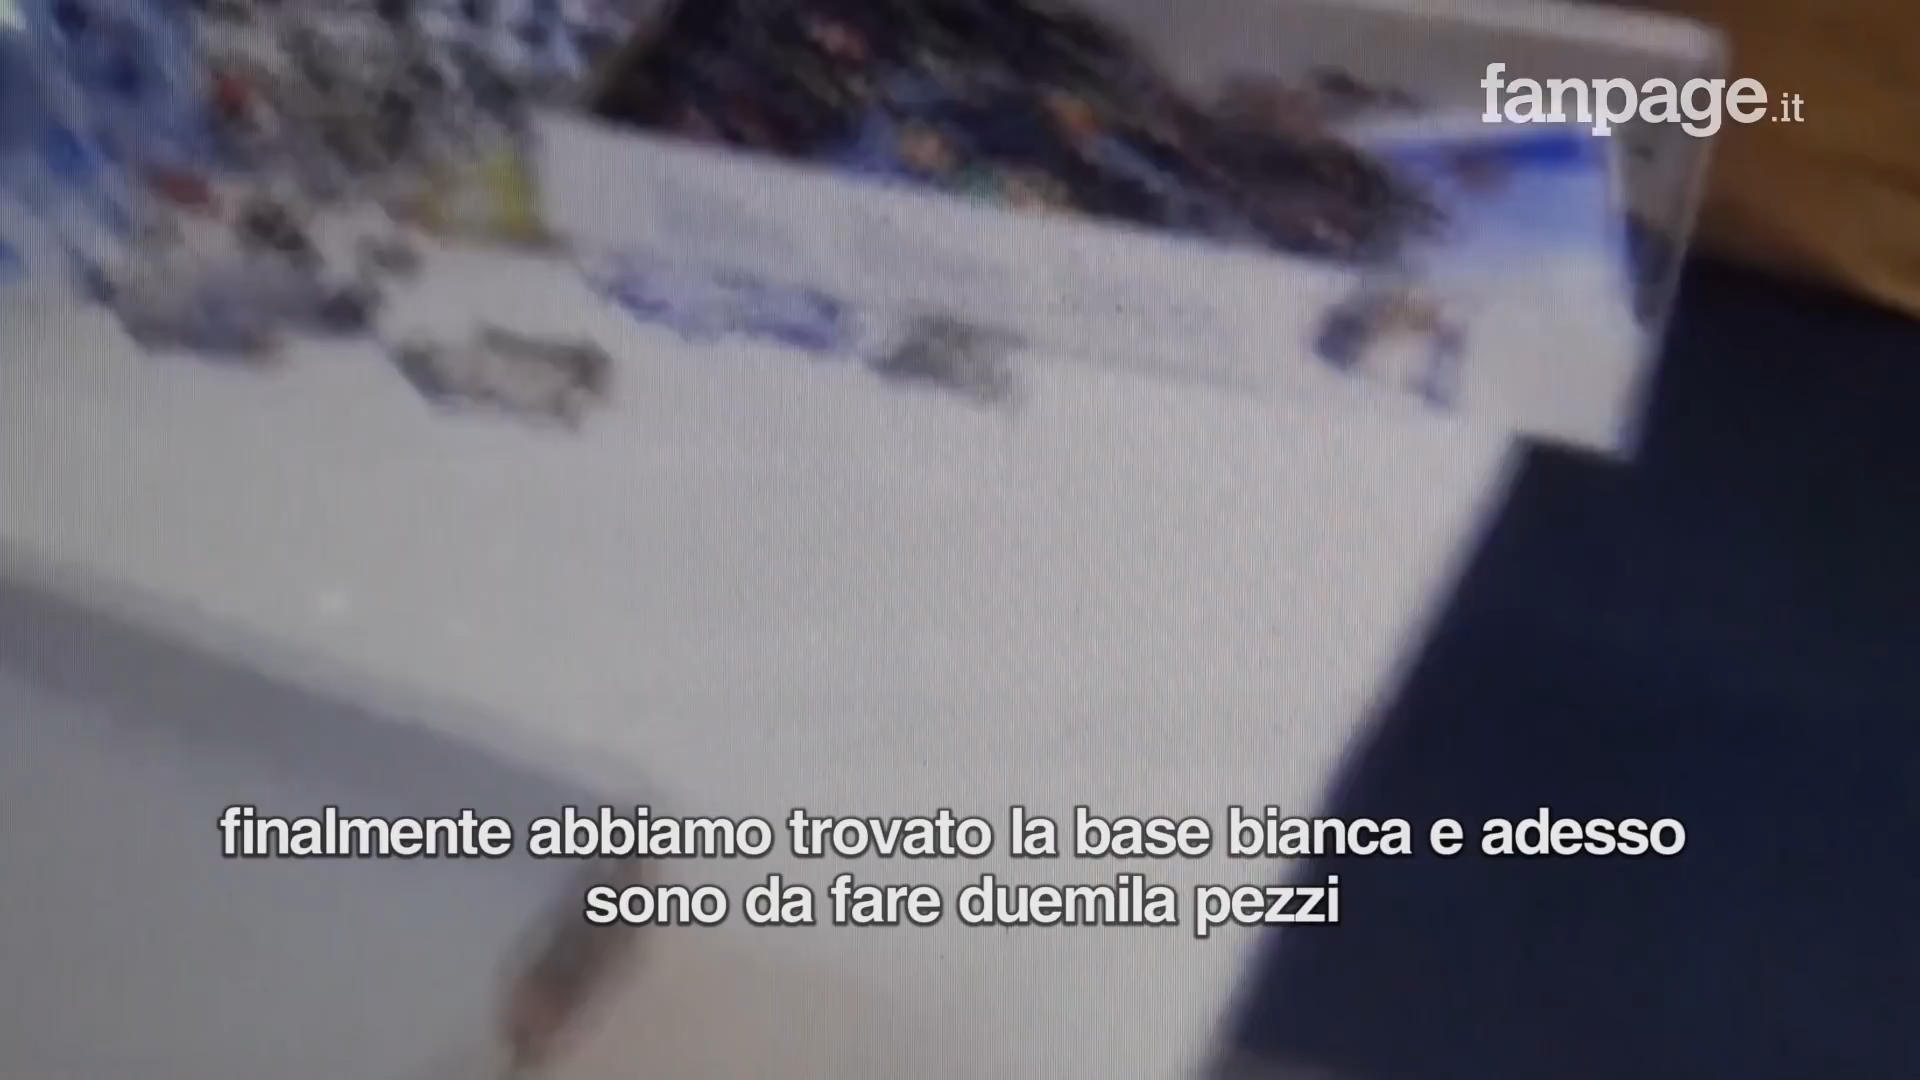 fanpage.it
finalmente abbiamo trovato la base bianca e adesso
sono da fare duemila pezzi